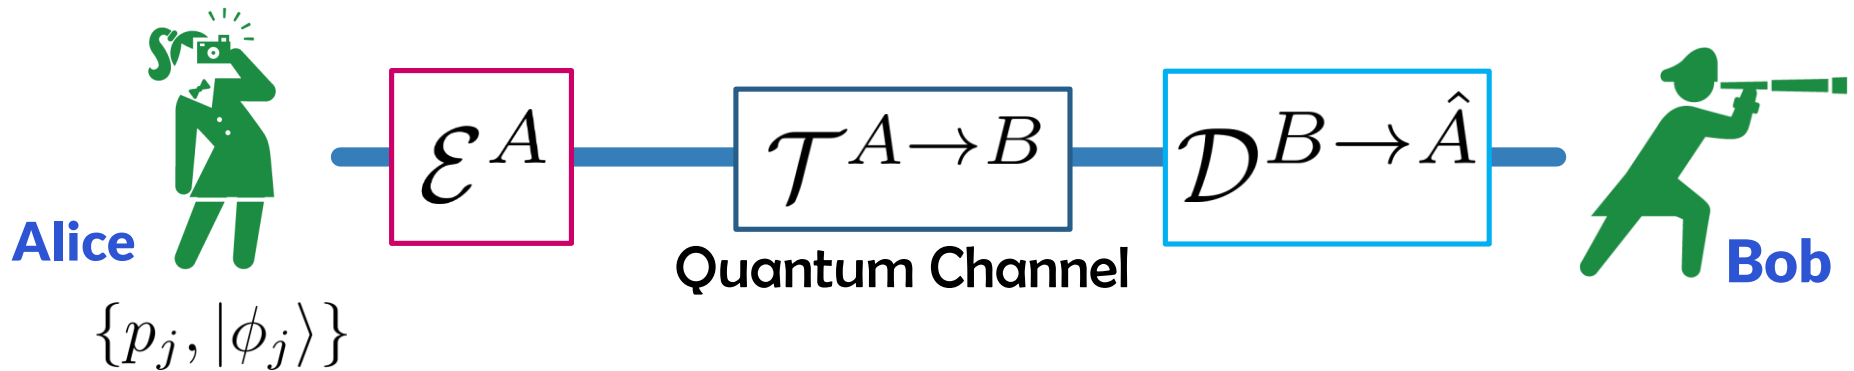 Alice
{p_j, |ϕ_j⟩}
ℰ^A
𝒯^{A→B}
Quantum Channel
𝒟^{B→Â}
Bob